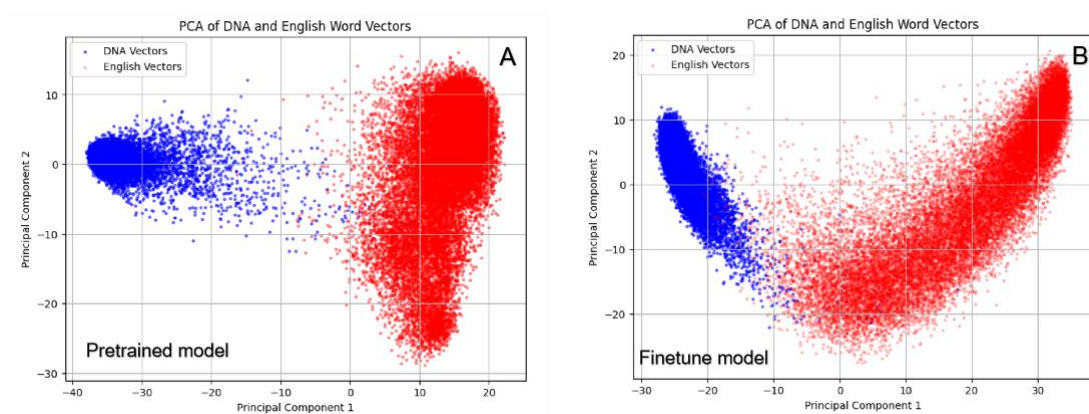 PCA of DNA and English Word Vectors
DNA Vectors
English Vectors
A
10
0
-10
-20
-30
Principal Component 2
-40
-30
-20
-10
0
10
20
Principal Component 1
Pretrained model
PCA of DNA and English Word Vectors
DNA Vectors
English Vectors
B
20
10
0
-10
-20
Principal Component 2
-30
-20
-10
0
10
20
30
Principal Component 1
Finetune model